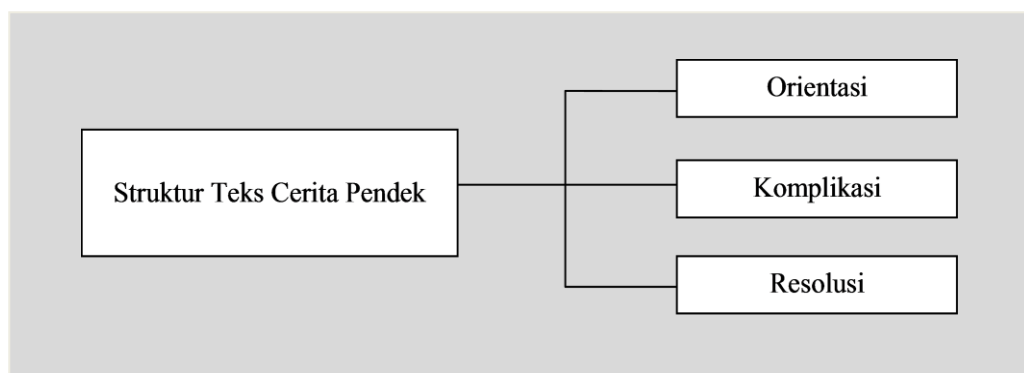 Struktur Teks Cerita Pendek
Orientasi
Komplikasi
Resolusi